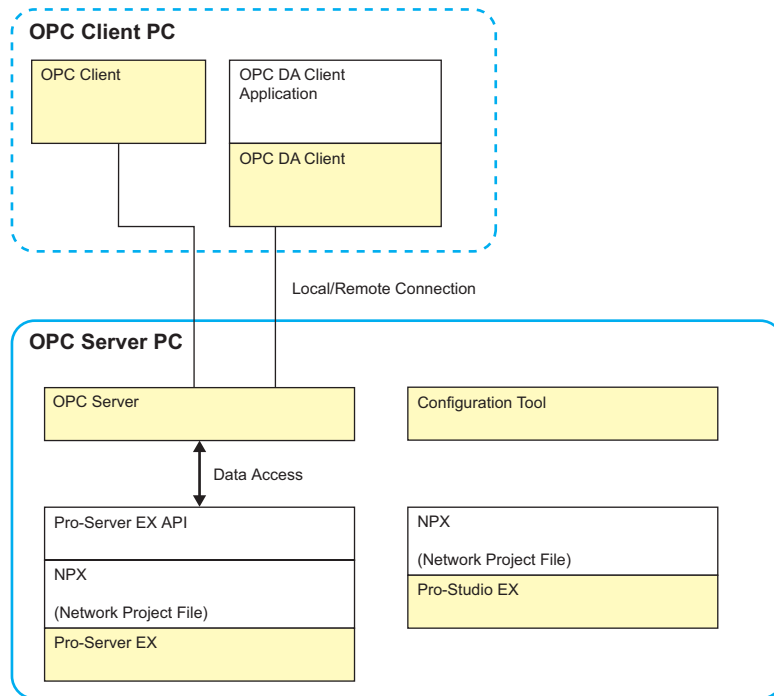 OPC Client PC
OPC Client
OPC DA Client
Application
OPC DA Client
Local/Remote Connection
OPC Server PC
OPC Server
Configuration Tool
Data Access
Pro-Server EX API
NPX
(Network Project File)
Pro-Server EX
NPX
(Network Project File)
Pro-Studio EX